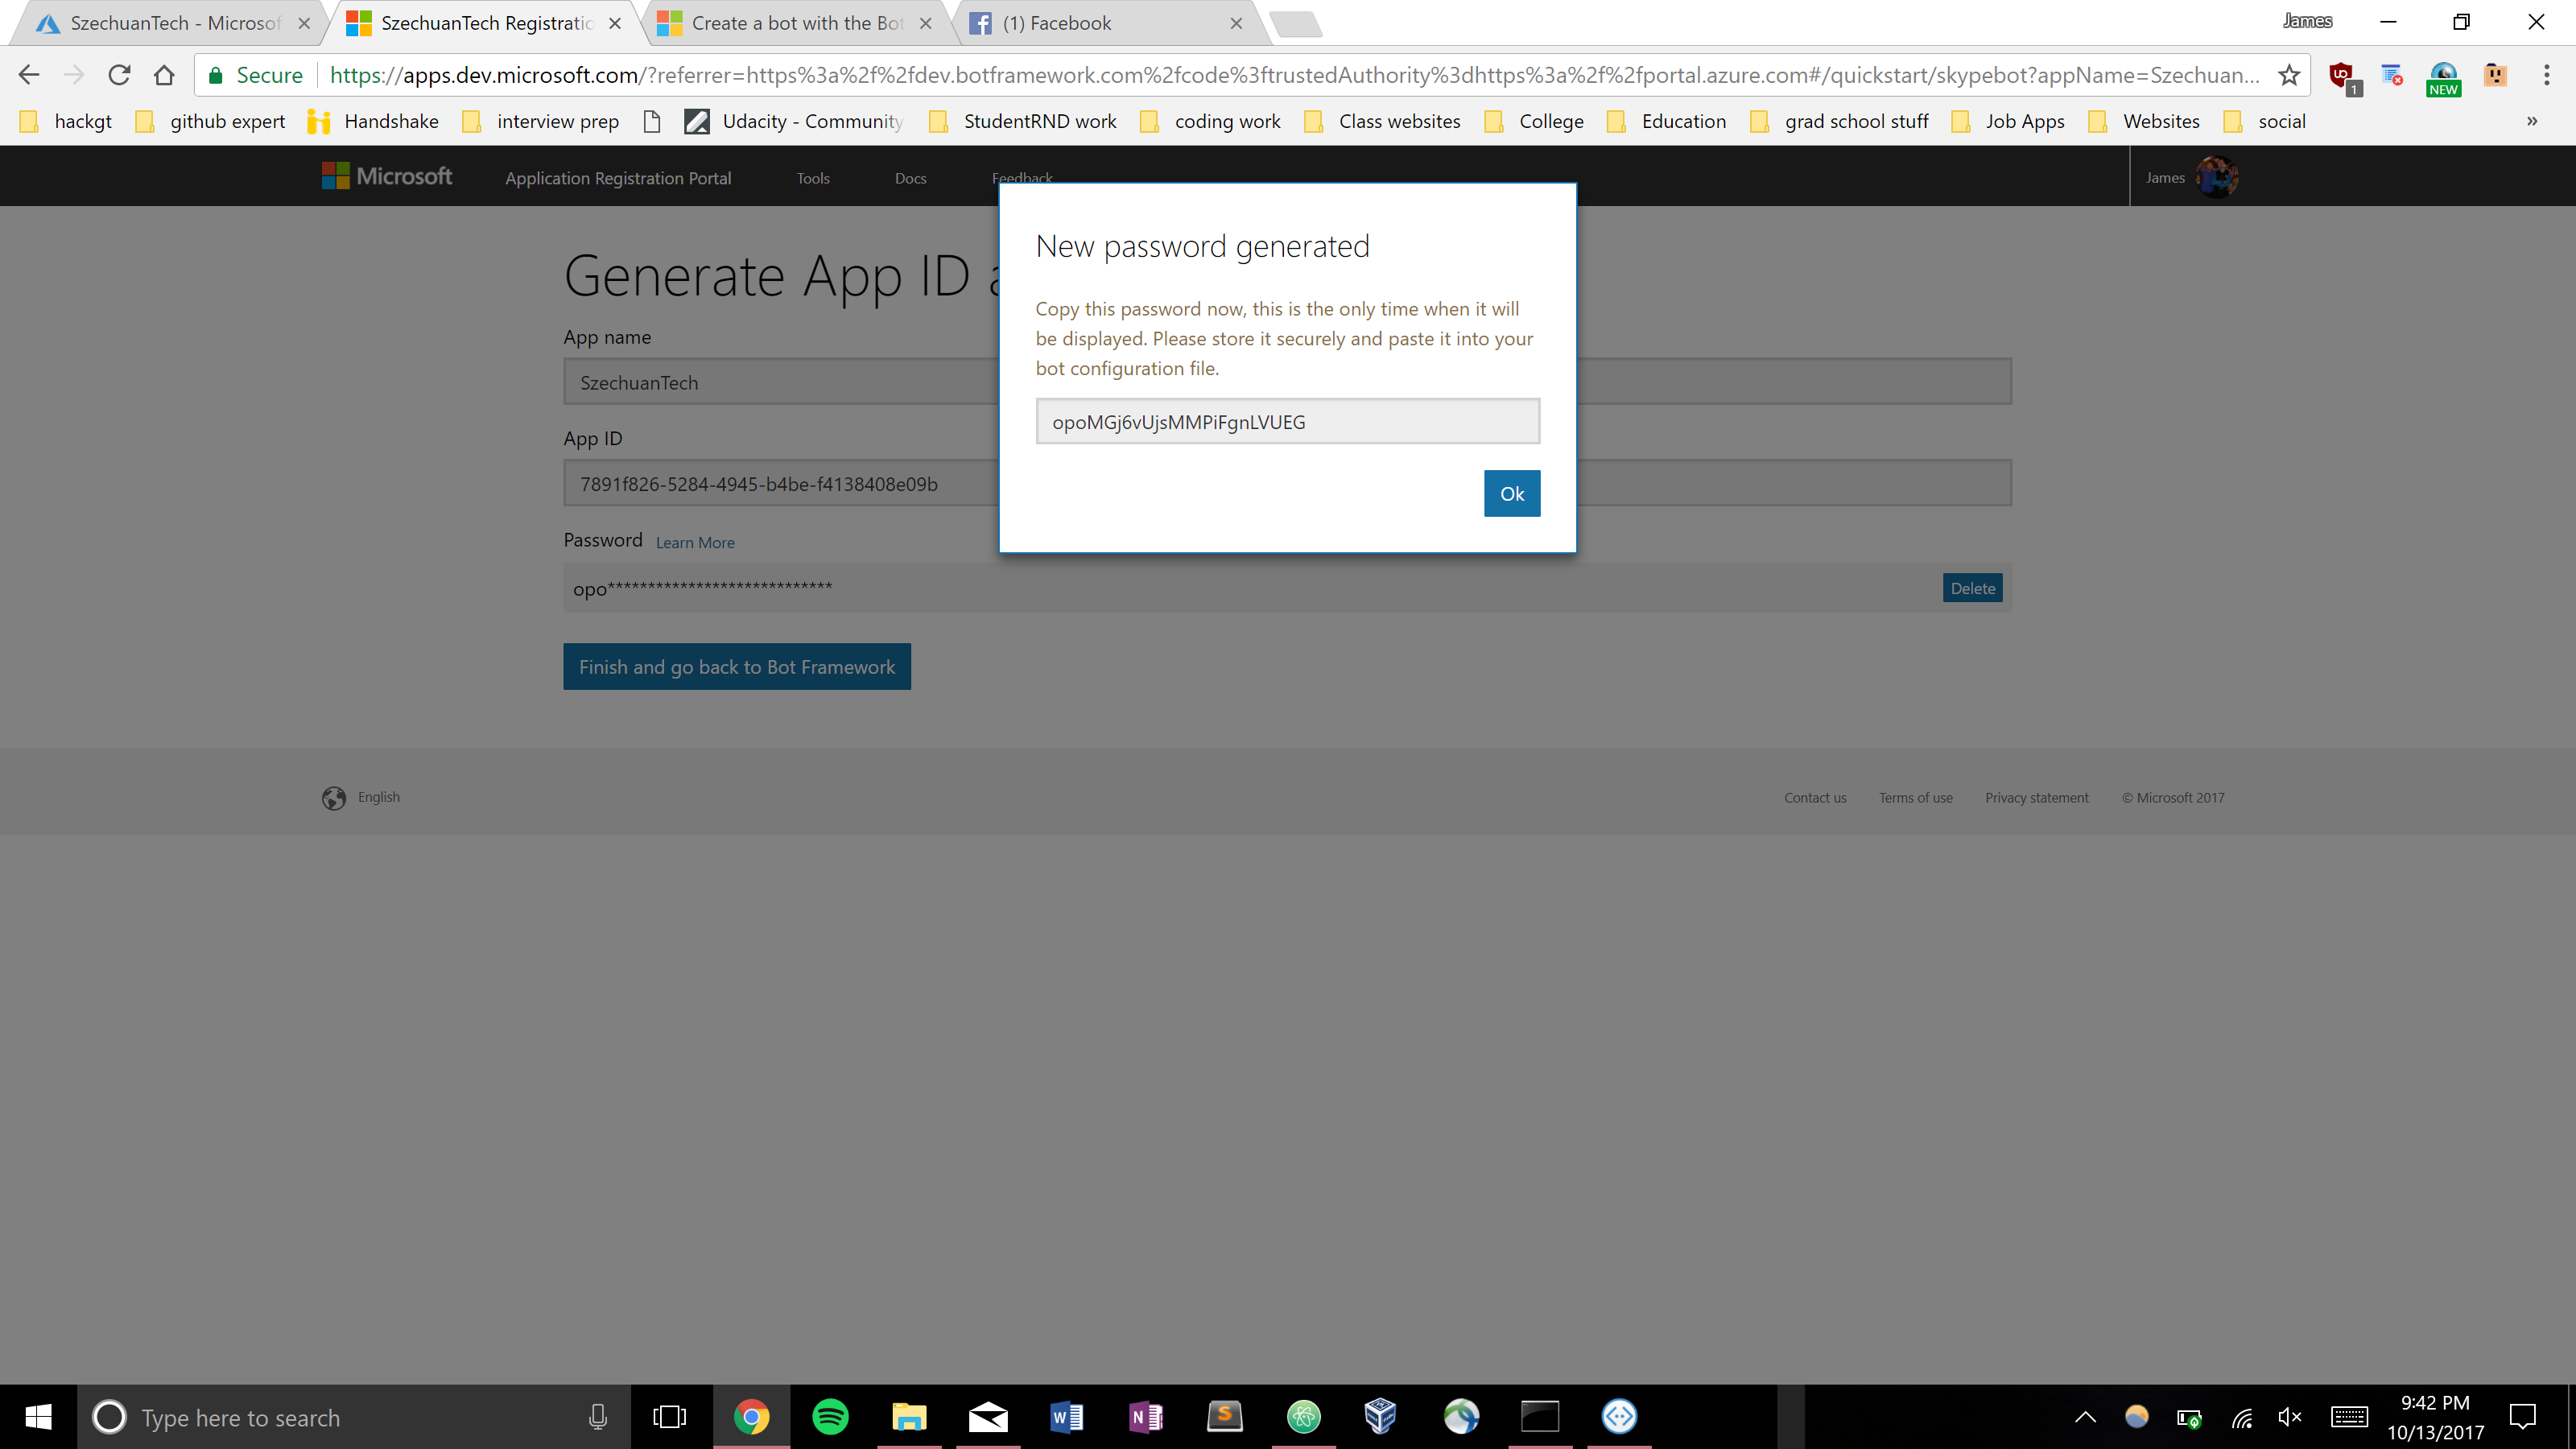 SzechuanTech - Microsof
SzechuanTech Registratio
Create a bot with the Bot
(1) Facebook
James
Secure
https://apps.dev.microsoft.com/?referrer=https%3a%2f%2fdev.botframework.com%2fcode%3ftrustedAuthority%3dhttps%3a%2f%2fportal.azure.com#/quickstart/skypebot?appName=Szechuan...
1
NEW
hackgt
github expert
Handshake
interview prep
Udacity - Community
StudentRND work
coding work
Class websites
College
Education
grad school stuff
Job Apps
Websites
social
»
Microsoft
Application Registration Portal
Tools
Docs
Feedback
James
Generate App ID a
App name
SzechuanTech
App ID
7891f826-5284-4945-b4be-f4138408e09b
Password Learn More
opo****************************
Delete
Finish and go back to Bot Framework
New password generated
Copy this password now, this is the only time when it will
be displayed. Please store it securely and paste it into your
bot configuration file.
opoMGj6vUjsMMPiFgnLVUEG
Ok
English
Contact us
Terms of use
Privacy statement
© Microsoft 2017
Type here to search
9:42 PM
10/13/2017